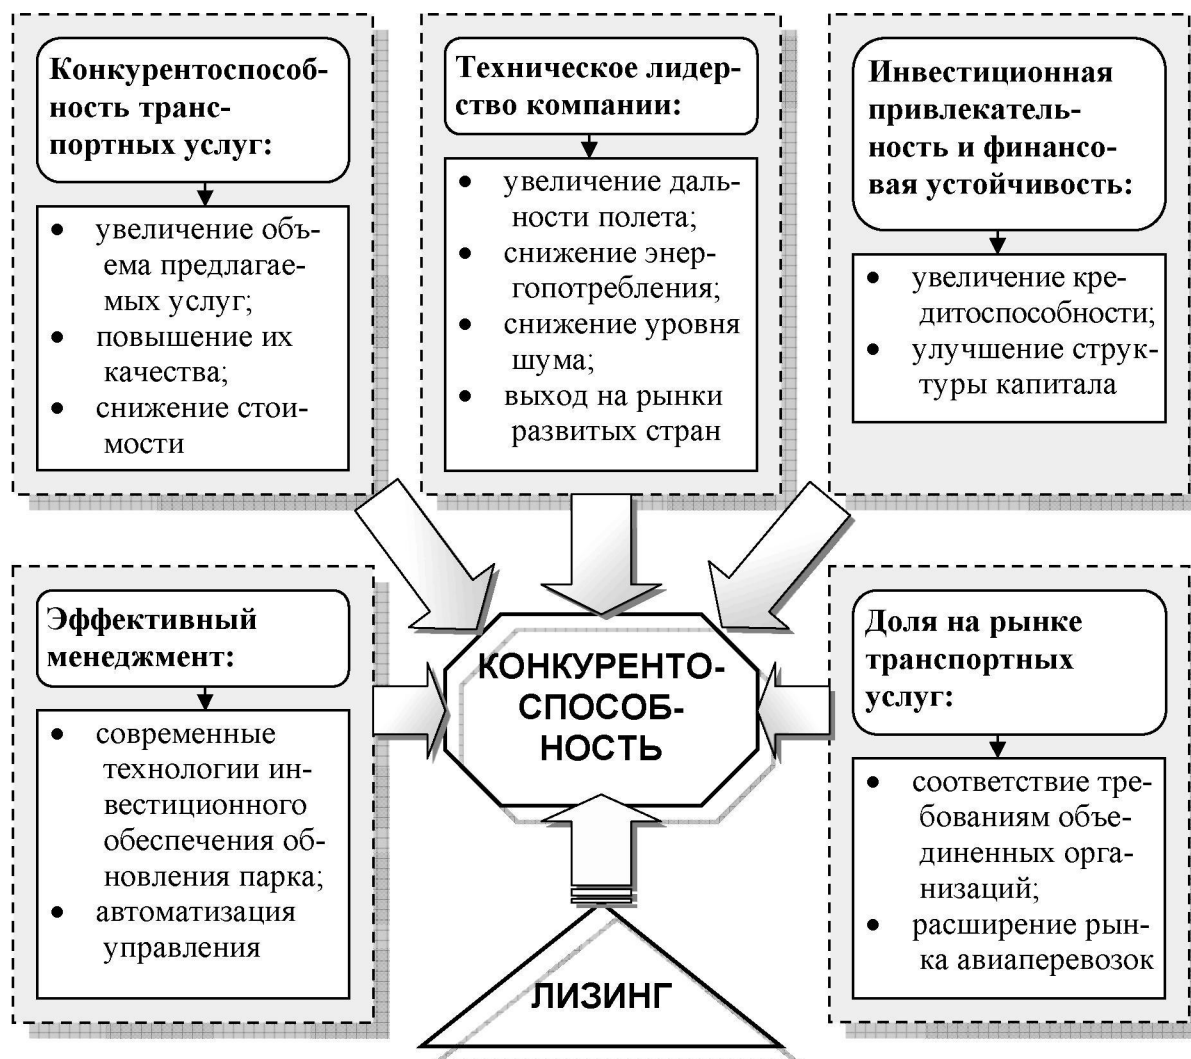 Конкурентоспособ-
ность транс-
портных услуг:
• увеличение объ-
ема предлагае-
мых услуг;
• повышение их
качества;
• снижение стои-
мости
Техническое лидер-
ство компании:
• увеличение даль-
ности полета;
• снижение энер-
гопотребления;
• снижение уровня
шума;
• выход на рынки
развитых стран
Инвестиционная
привлекатель-
ность и финансо-
вая устойчивость:
• увеличение кре-
дитоспособности;
• улучшение струк-
туры капитала
Эффективный
менеджмент:
• современные
технологии ин-
вестиционного
обеспечения об-
новления парка;
• автоматизация
управления
КОНКУРЕНТО-
СПОСОБ-
НОСТЬ
ЛИЗИНГ
Доля на рынке
транспортных
услуг:
• соответствие тре-
бованиям объе-
диненных орга-
низаций;
• расширение рын-
ка авиаперевозок